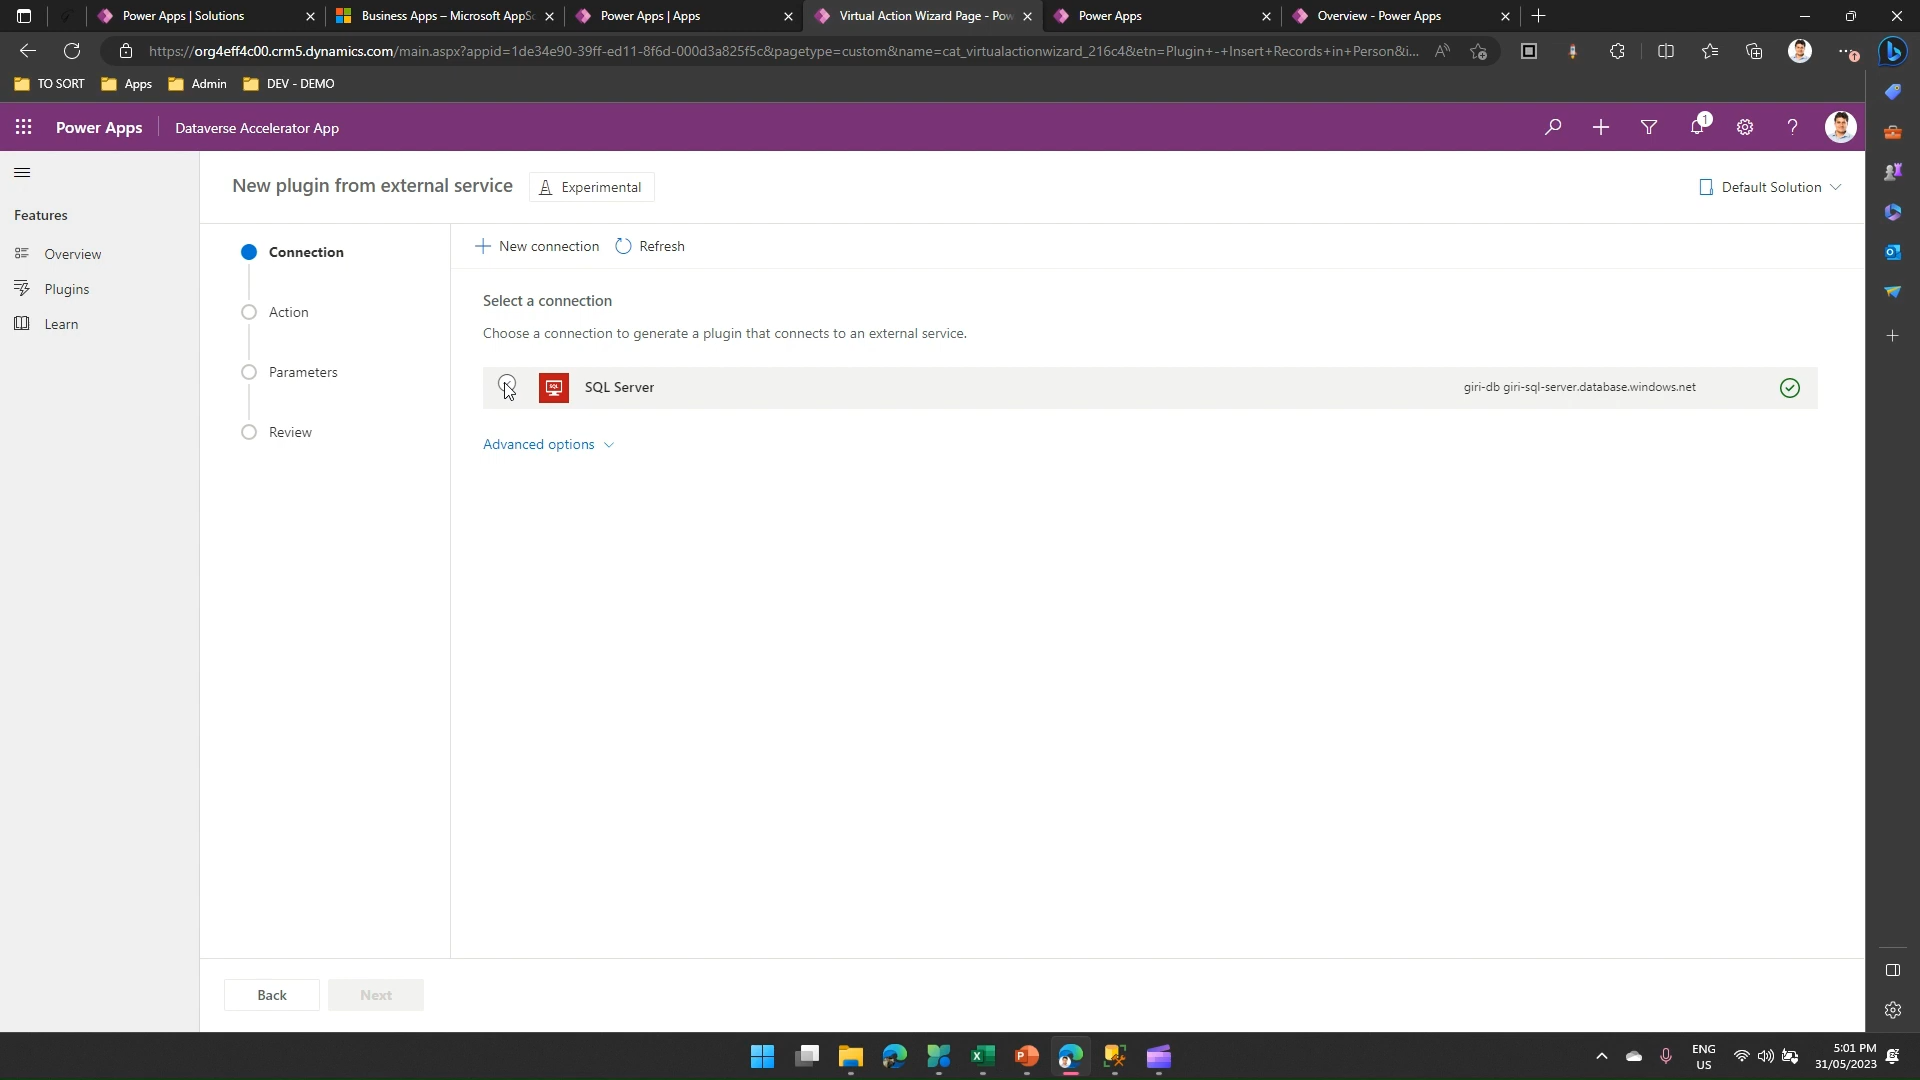 Power Apps | Solutions
Business Apps – Microsoft AppSo
Power Apps | Apps
Virtual Action Wizard Page - Pow
Power Apps
Overview - Power Apps
https://org4eff4c00.crm5.dynamics.com/main.aspx?appid=1de34e90-39ff-ed11-8f6d-000d3a825f5c&pagetype=custom&name=cat_virtualactionwizard_216c4&etn=Plugin+-+Insert+Records+in+Person&i...
TO SORT
Apps
Admin
DEV - DEMO
Power Apps
Dataverse Accelerator App
1
New plugin from external service
Experimental
Default Solution
Features
Overview
Plugins
Learn
Connection
Action
Parameters
Review
New connection
Refresh
Select a connection
Choose a connection to generate a plugin that connects to an external service.
SQL
SQL Server
giri-db giri-sql-server.database.windows.net
Advanced options
Back
Next
ENG
US
5:01 PM
31/05/2023